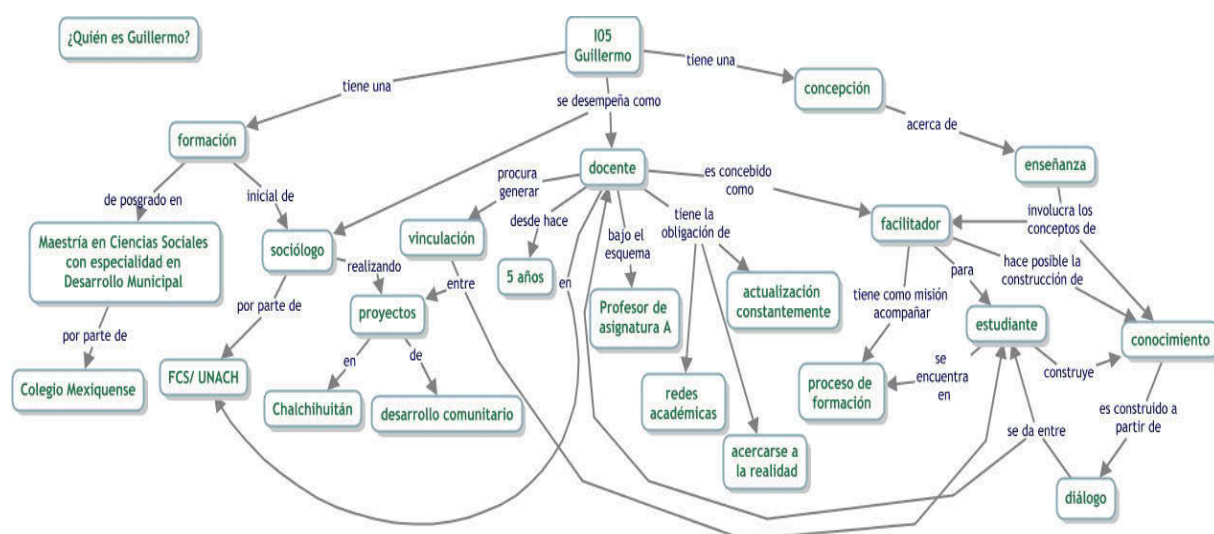 ¿Quién es Guillermo?
I05
Guillermo
tiene una
tiene una
se desempeña como
concepción
acerca de
formación
enseñanza
docente
procura
generar
es concebido
como
de posgrado en
inicial de
desde hace
bajo el
esquema
tiene la
obligación de
involucra los
conceptos de
Maestría en Ciencias Sociales
con especialidad en
Desarrollo Municipal
sociólogo
vinculación
facilitador
realizando
5 años
en
entre
para
hace posible la
construcción de
por parte de
proyectos
Profesor de
asignatura A
actualización
constantemente
tiene como misión
acompañar
estudiante
conocimiento
por parte de
en
de
se
encuentra
en
construye
Colegio Mexiquense
FCS/ UNACH
Chalchihuitán
desarrollo comunitario
redes
académicas
proceso de
formación
es construido a
partir de
se da entre
acercarse a
la realidad
diálogo